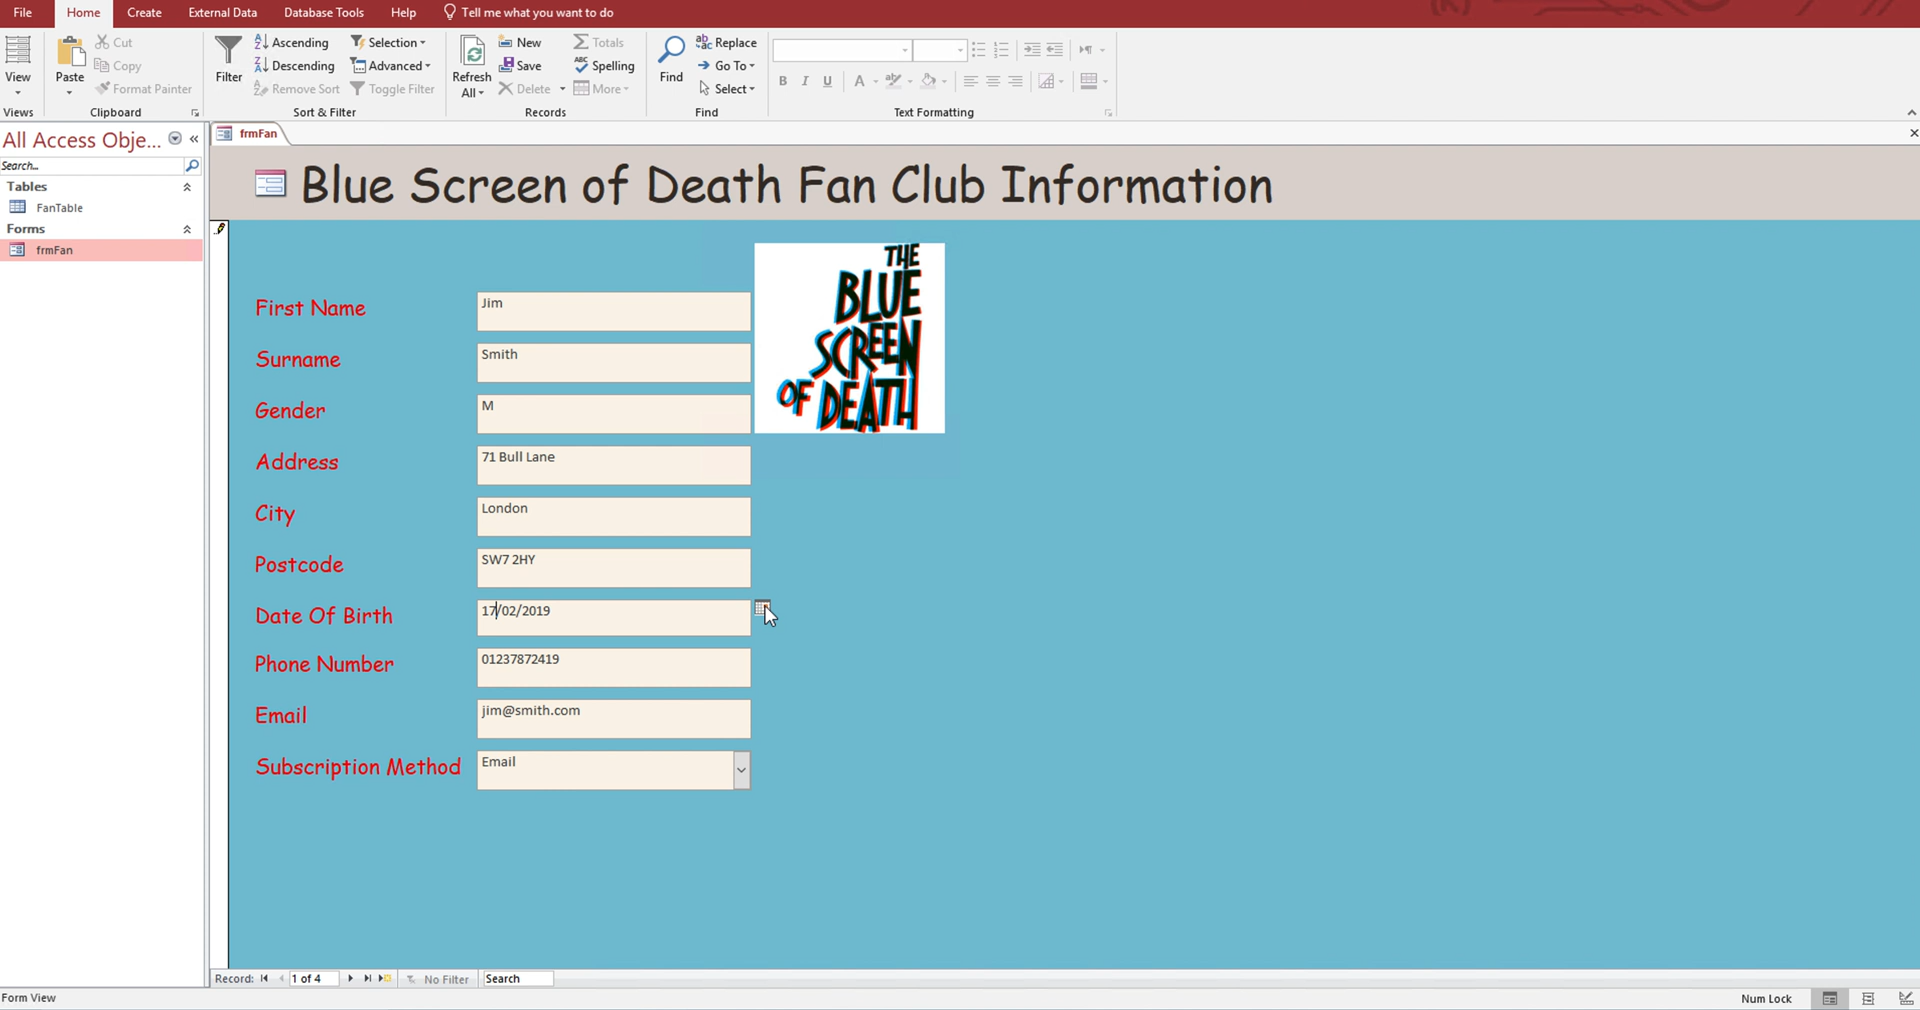 File Home Create External Data Database Tools Help Tell me what you want to do
View
Views
Paste
Cut
Copy
Format Painter
Clipboard
Filter
Ascending
Descending
Remove Sort
Selection
Advanced
Toggle Filter
Sort & Filter
Refresh
All
New
Save
Delete
Totals
Spelling
More
Records
Find
Replace
Go To
Select
Find
B I U A
Text Formatting
All Access Obje...
Search...
Tables
FanTable
Forms
frmFan
frmFan
Blue Screen of Death Fan Club Information
THE
BLUE
SCREEN
OF DEATH
First Name Jim
Surname Smith
Gender M
Address 71 Bull Lane
City London
Postcode SW7 2HY
Date Of Birth 17/02/2019
Phone Number 01237872419
Email jim@smith.com
Subscription Method Email
Record: 1 of 4 No Filter Search
Form View Num Lock